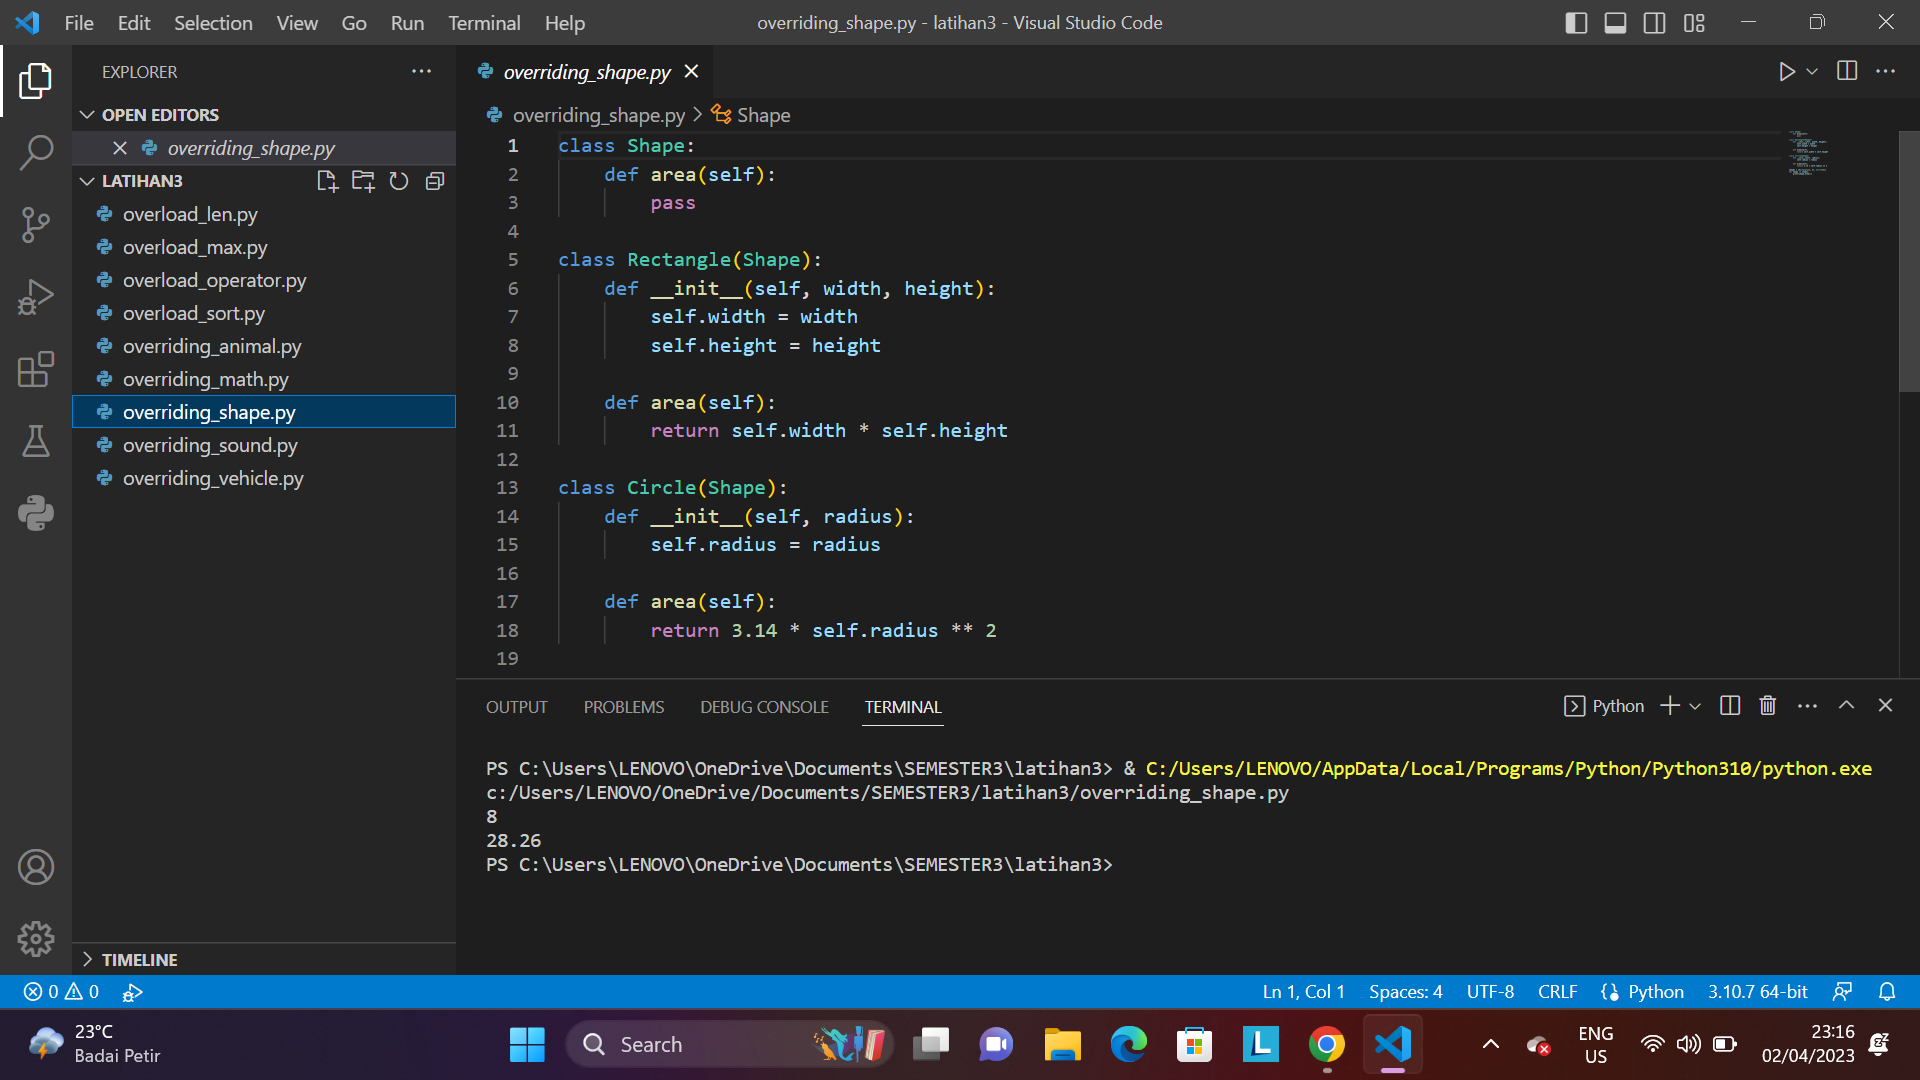 File Edit Selection View Go Run Terminal Help
overriding_shape.py - latihan3 - Visual Studio Code
EXPLORER
OPEN EDITORS
overriding_shape.py
LATIHAN3
overload_len.py
overload_max.py
overload_operator.py
overload_sort.py
overriding_animal.py
overriding_math.py
overriding_shape.py
overriding_sound.py
overriding_vehicle.py
TIMELINE
overriding_shape.py
overriding_shape.py > Shape
1 class Shape:
2     def area(self):
3         pass
4
5 class Rectangle(Shape):
6     def __init__(self, width, height):
7         self.width = width
8         self.height = height
9
10     def area(self):
11         return self.width * self.height
12
13 class Circle(Shape):
14     def __init__(self, radius):
15         self.radius = radius
16
17     def area(self):
18         return 3.14 * self.radius ** 2
19
OUTPUT PROBLEMS DEBUG CONSOLE TERMINAL
Python
PS C:\Users\LENOVO\OneDrive\Documents\SEMESTER3\latihan3> & C:/Users/LENOVO/AppData/Local/Programs/Python/Python310/python.exe
c:/Users/LENOVO/OneDrive/Documents/SEMESTER3/latihan3/overriding_shape.py
8
28.26
PS C:\Users\LENOVO\OneDrive\Documents\SEMESTER3\latihan3>
0 0
Ln 1, Col 1 Spaces: 4 UTF-8 CRLF Python 3.10.7 64-bit
23°C
Badai Petir
Search
L
ENG
US
23:16
02/04/2023